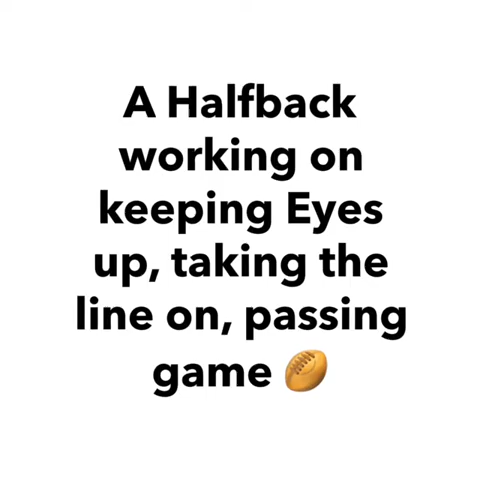 A Halfback
working on
keeping Eyes
up, taking the
line on, passing
game 🏉